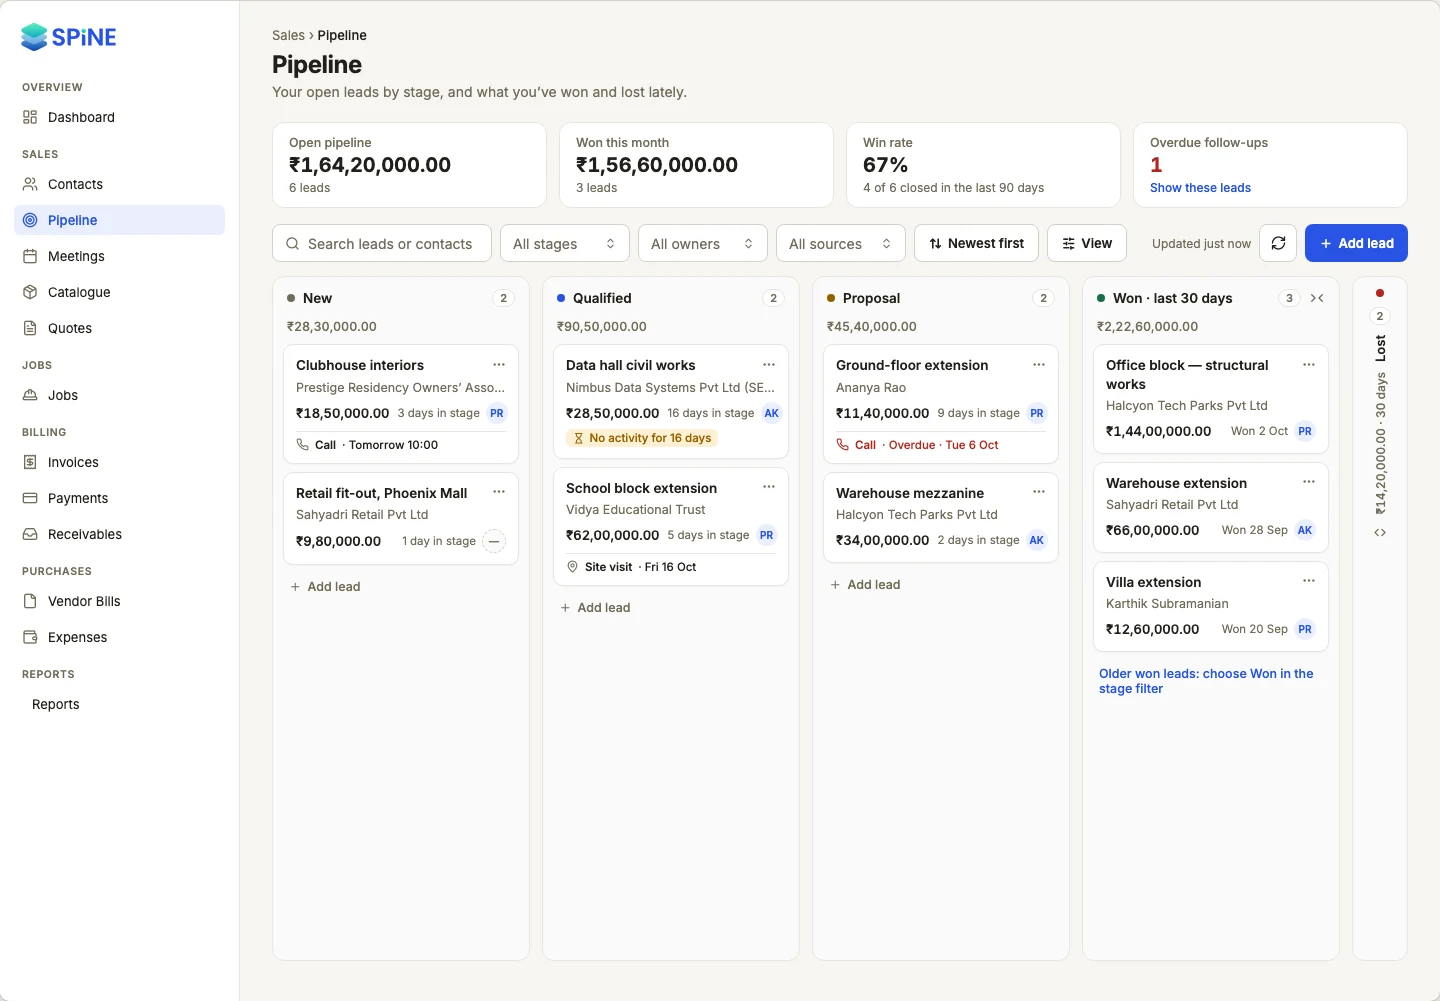 SPiNE
OVERVIEW
Dashboard
SALES
Contacts
Pipeline
Meetings
Catalogue
Quotes
JOBS
Jobs
BILLING
Invoices
Payments
Receivables
PURCHASES
Vendor Bills
Expenses
REPORTS
Reports
Sales › Pipeline
Pipeline
Your open leads by stage, and what you’ve won and lost lately.
Open pipeline
₹1,64,20,000.00
6 leads
Won this month
₹1,56,60,000.00
3 leads
Win rate
67%
4 of 6 closed in the last 90 days
Overdue follow-ups
1
Show these leads
Search leads or contacts
All stages
All owners
All sources
Newest first
View
Updated just now
+ Add lead
New 2
₹28,30,000.00
Clubhouse interiors
Prestige Residency Owners’ Asso...
₹18,50,000.00 3 days in stage PR
Call · Tomorrow 10:00
Retail fit-out, Phoenix Mall
Sahyadri Retail Pvt Ltd
₹9,80,000.00 1 day in stage —
+ Add lead
Qualified 2
₹90,50,000.00
Data hall civil works
Nimbus Data Systems Pvt Ltd (SE...
₹28,50,000.00 16 days in stage AK
No activity for 16 days
School block extension
Vidya Educational Trust
₹62,00,000.00 5 days in stage PR
Site visit · Fri 16 Oct
+ Add lead
Proposal 2
₹45,40,000.00
Ground-floor extension
Ananya Rao
₹11,40,000.00 9 days in stage PR
Call · Overdue · Tue 6 Oct
Warehouse mezzanine
Halcyon Tech Parks Pvt Ltd
₹34,00,000.00 2 days in stage AK
+ Add lead
Won · last 30 days 3
₹2,22,60,000.00
Office block — structural
works
Halcyon Tech Parks Pvt Ltd
₹1,44,00,000.00 Won 2 Oct PR
Warehouse extension
Sahyadri Retail Pvt Ltd
₹66,00,000.00 Won 28 Sep AK
Villa extension
Karthik Subramanian
₹12,60,000.00 Won 20 Sep PR
Older won leads: choose Won in the
stage filter
2
Lost
₹14,20,000.00 · 30 days